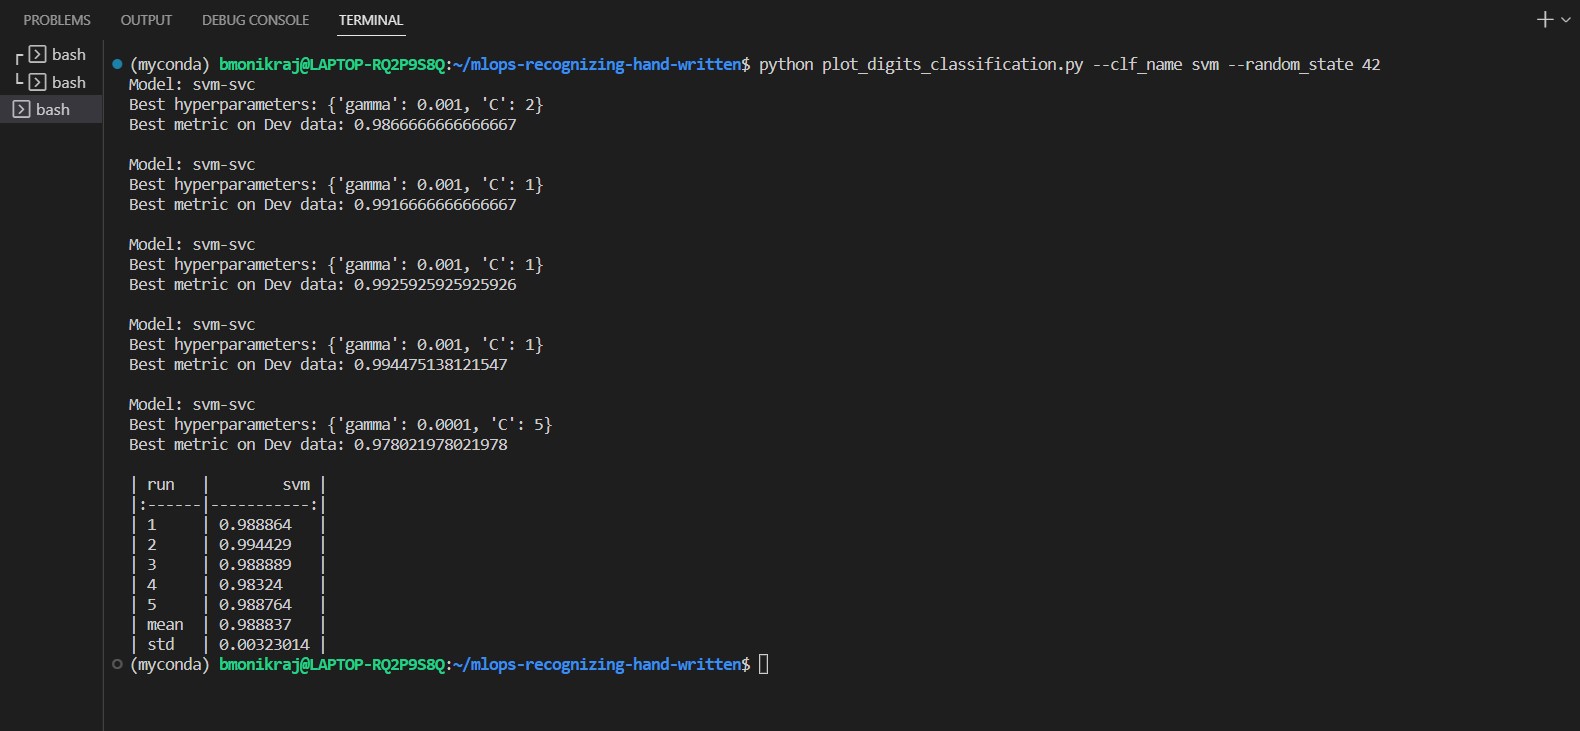 PROBLEMS OUTPUT DEBUG CONSOLE TERMINAL
bash
bash
bash
(myconda) bmonikraj@LAPTOP-RQ2P9S8Q:~/mlops-recognizing-hand-written$ python plot_digits_classification.py --clf_name svm --random_state 42
Model: svm-svc
Best hyperparameters: {'gamma': 0.001, 'C': 2}
Best metric on Dev data: 0.9866666666666667
Model: svm-svc
Best hyperparameters: {'gamma': 0.001, 'C': 1}
Best metric on Dev data: 0.9916666666666667
Model: svm-svc
Best hyperparameters: {'gamma': 0.001, 'C': 1}
Best metric on Dev data: 0.9925925925925926
Model: svm-svc
Best hyperparameters: {'gamma': 0.001, 'C': 1}
Best metric on Dev data: 0.994475138121547
Model: svm-svc
Best hyperparameters: {'gamma': 0.0001, 'C': 5}
Best metric on Dev data: 0.978021978021978
| run   |        svm |
|:------|-----------:|
| 1     | 0.988864   |
| 2     | 0.994429   |
| 3     | 0.988889   |
| 4     | 0.98324    |
| 5     | 0.988764   |
| mean  | 0.988837   |
| std   | 0.00323014 |
(myconda) bmonikraj@LAPTOP-RQ2P9S8Q:~/mlops-recognizing-hand-written$